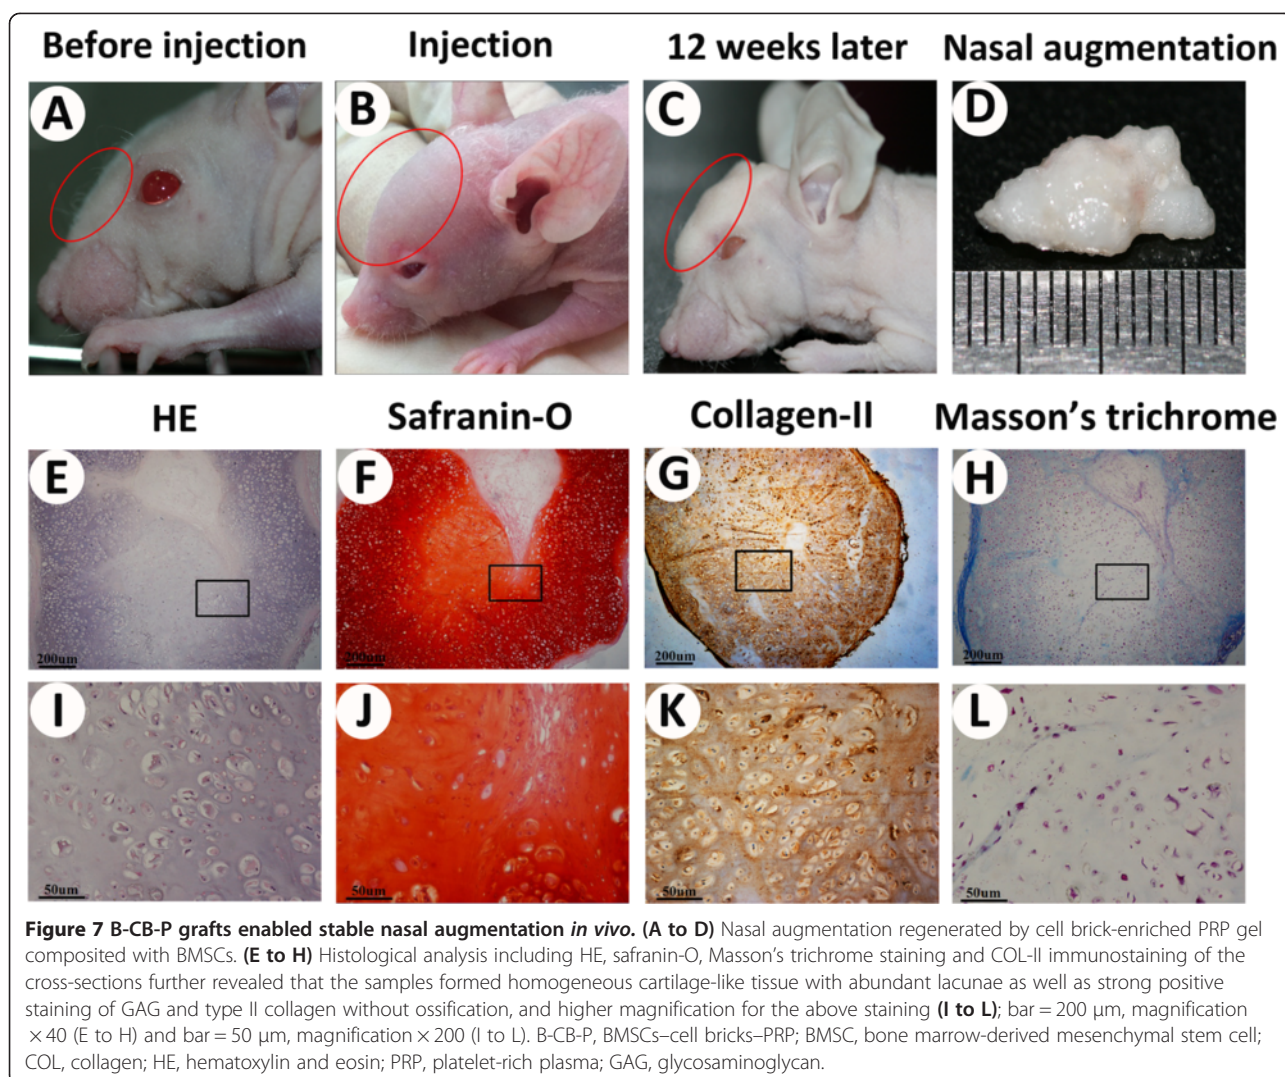 Before injection
Injection
12 weeks later
Nasal augmentation
A
B
C
D
HE
Safranin-O
Collagen-II
Masson's trichrome
E
F
G
H
200um
200um
200um
200um
I
J
K
L
50um
50um
50um
50um
Figure 7 B-CB-P grafts enabled stable nasal augmentation in vivo. (A to D) Nasal augmentation regenerated by cell brick-enriched PRP gel
composited with BMSCs. (E to H) Histological analysis including HE, safranin-O, Masson's trichrome staining and COL-II immunostaining of the
cross-sections further revealed that the samples formed homogeneous cartilage-like tissue with abundant lacunae as well as strong positive
staining of GAG and type II collagen without ossification, and higher magnification for the above staining (I to L); bar = 200 μm, magnification
×40 (E to H) and bar = 50 μm, magnification × 200 (I to L). B-CB-P, BMSCs–cell bricks–PRP; BMSC, bone marrow-derived mesenchymal stem cell;
COL, collagen; HE, hematoxylin and eosin; PRP, platelet-rich plasma; GAG, glycosaminoglycan.